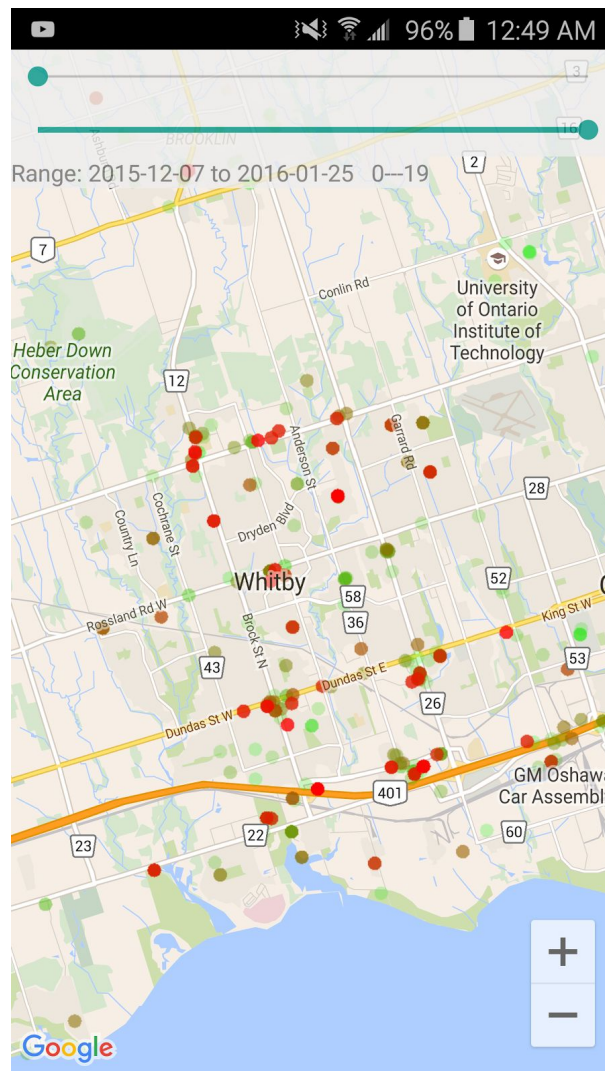 96% 12:49 AM
3
Ashburn Rd
BROOKLIN
16
Range: 2015-12-07 to 2016-01-25 0---19
2
7
Conlin Rd
University
of Ontario
Institute of
Technology
Heber Down
Conservation
Area
12
Anderson St
Garrard Rd
Cochrane St
28
Country Ln
Dryden Blvd
Whitby
52
58
Rossland Rd W
36
King St W
Brock St N
43
53
Dundas St E
26
Dundas St W
401
GM Oshawa
Car Assembl
22
60
23
+
−
Google